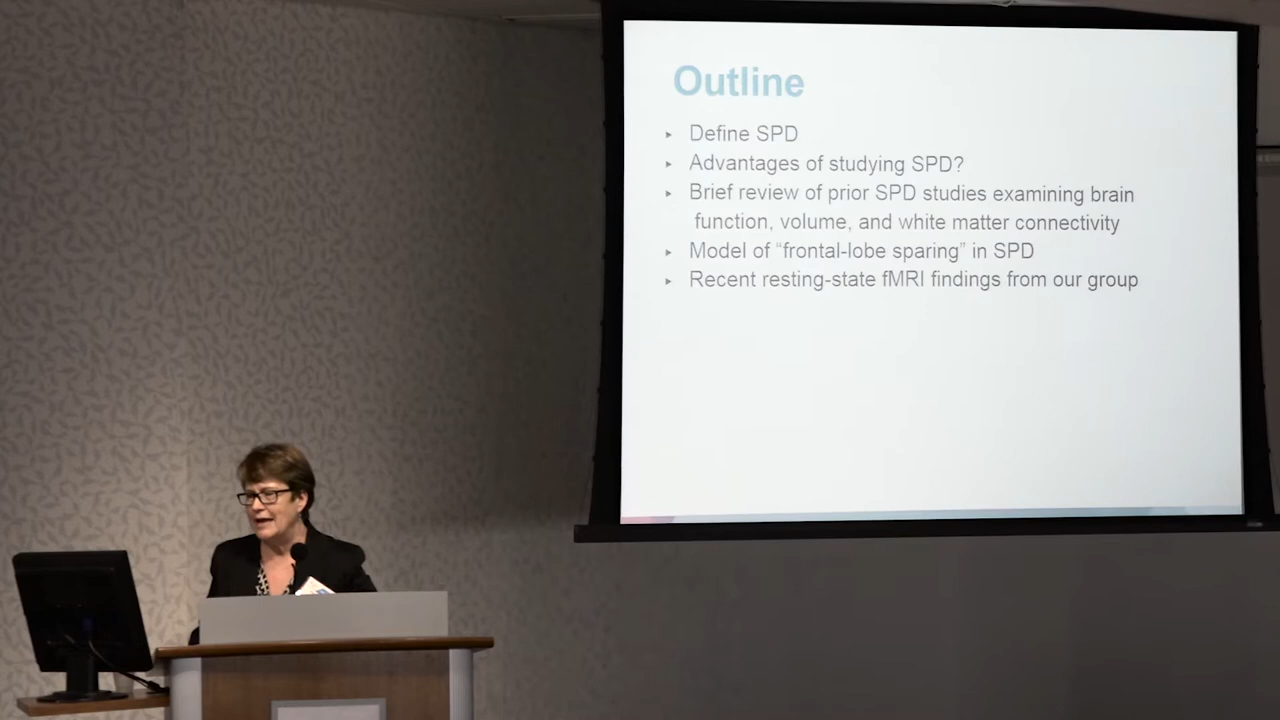 Outline
▸ Define SPD
▸ Advantages of studying SPD?
▸ Brief review of prior SPD studies examining brain
function, volume, and white matter connectivity
▸ Model of “frontal-lobe sparing” in SPD
▸ Recent resting-state fMRI findings from our group